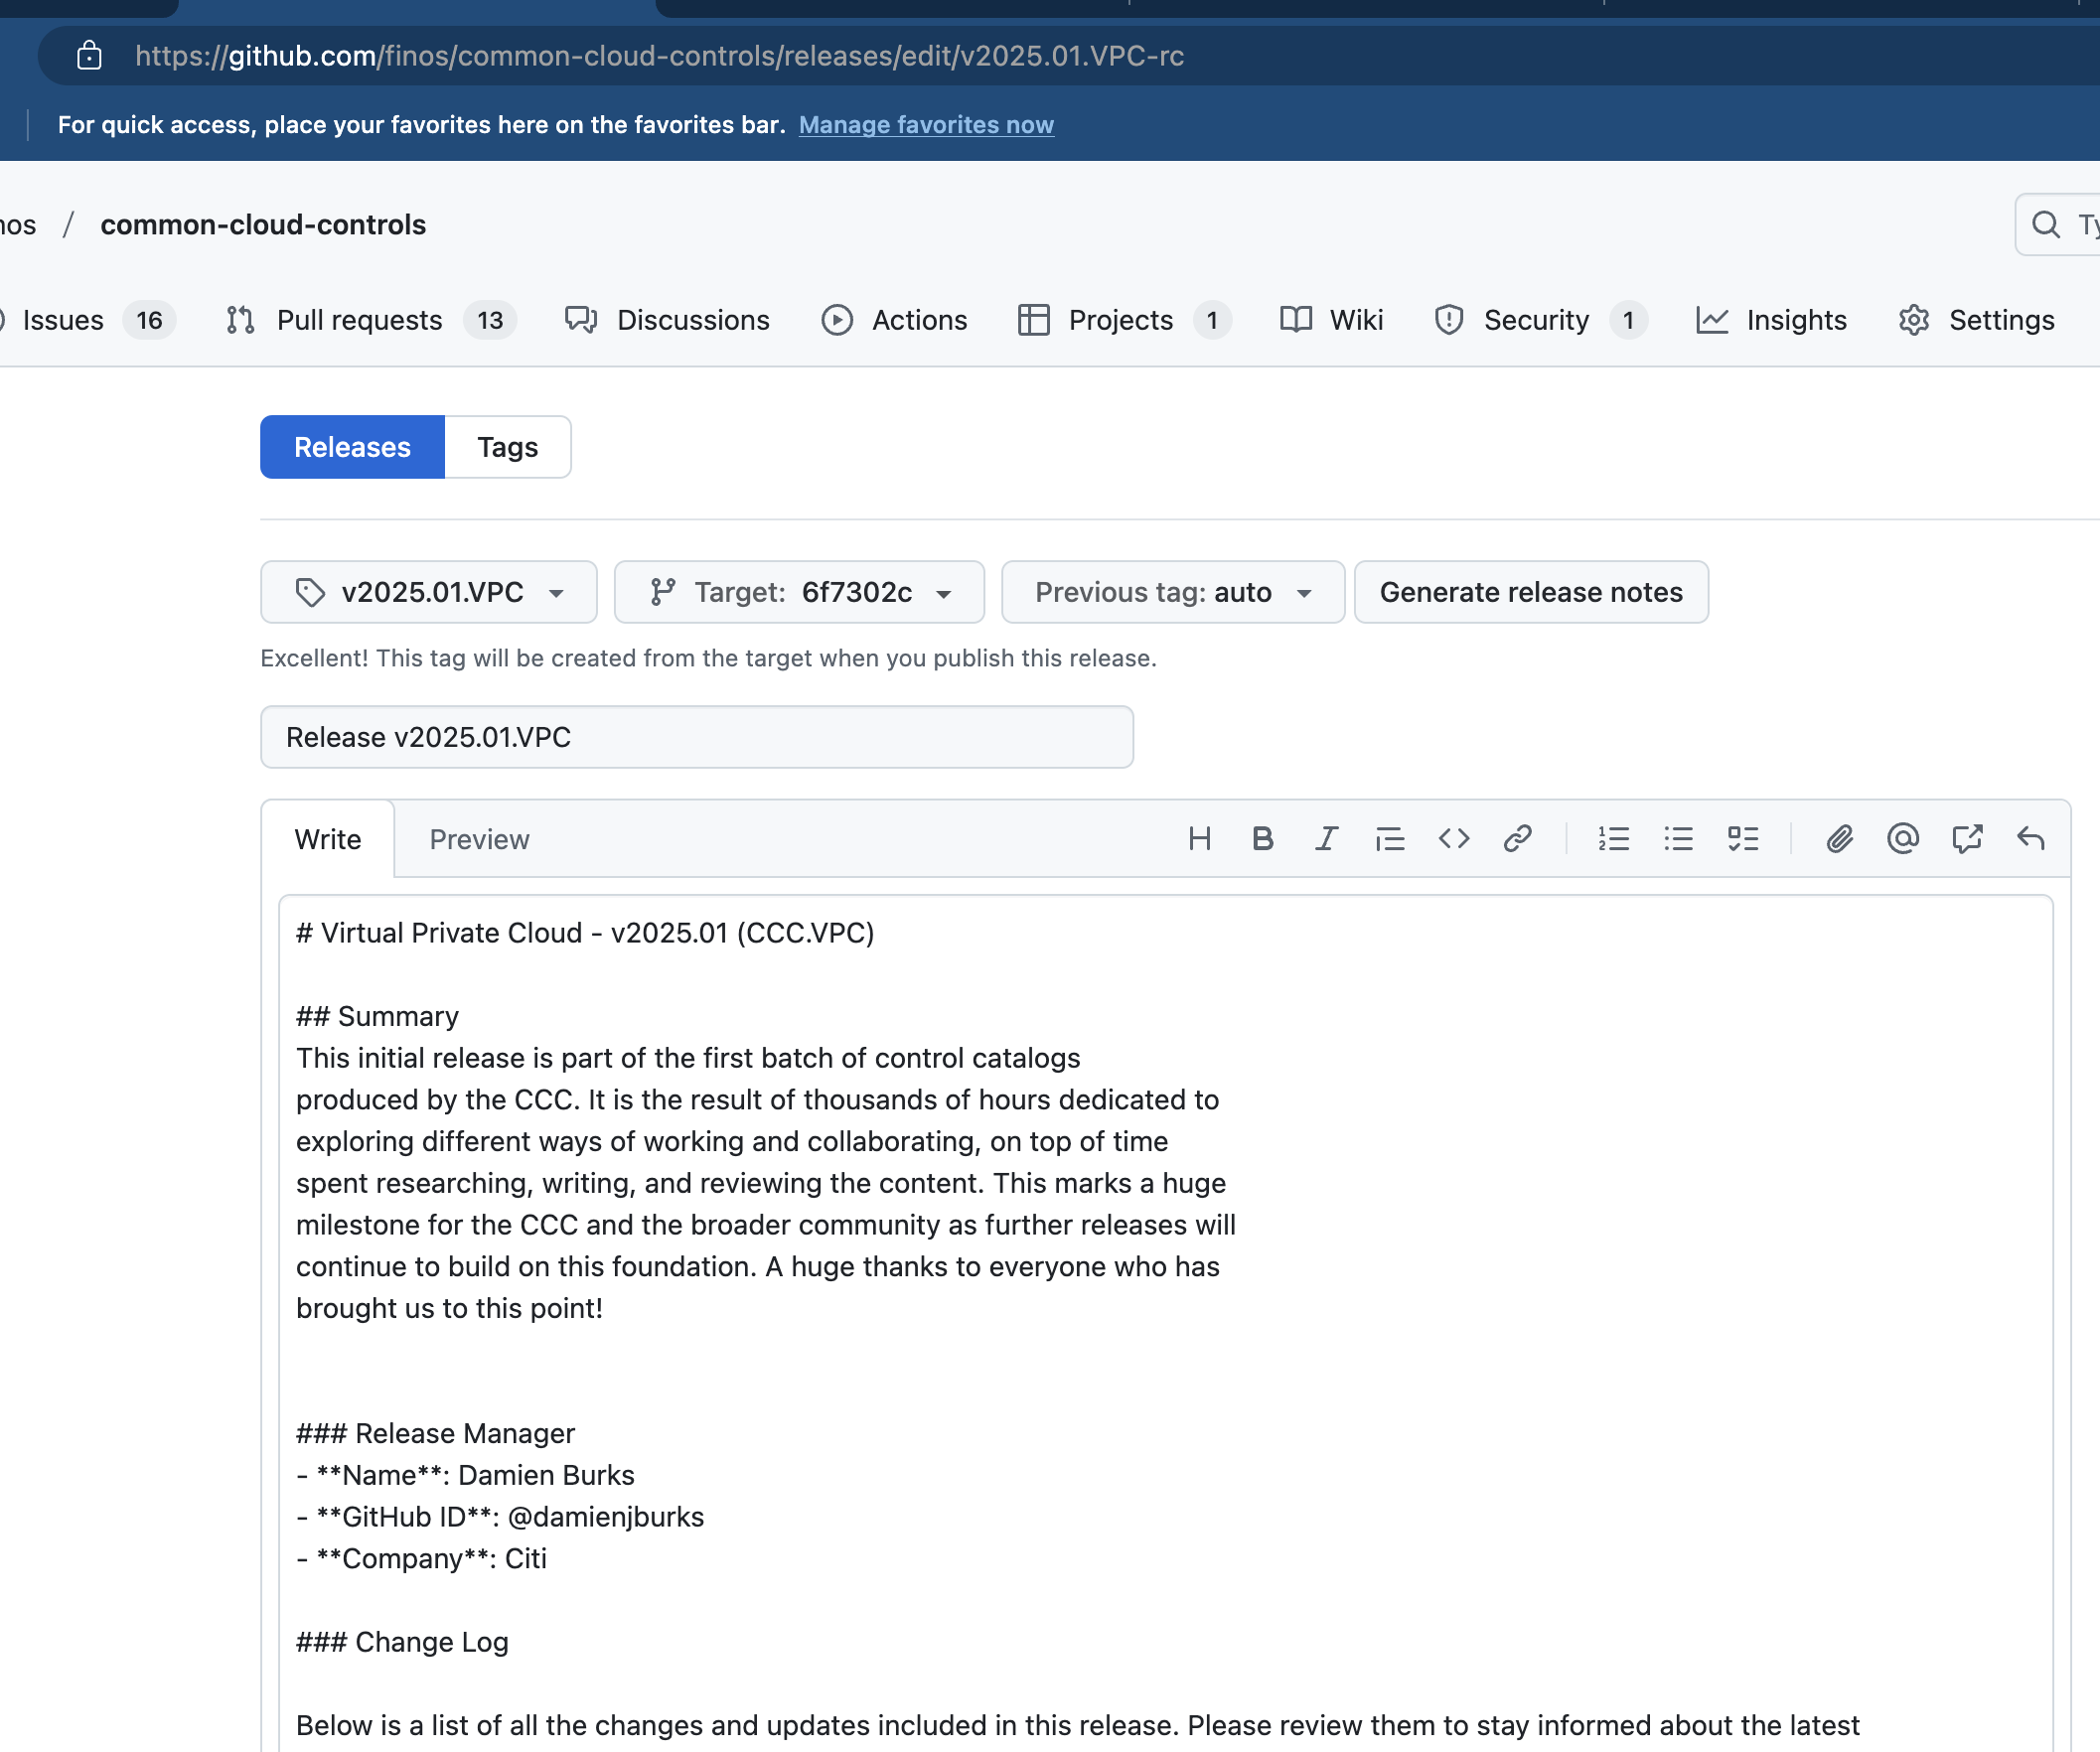 https://github.com/finos/common-cloud-controls/releases/edit/v2025.01.VPC-rc
For quick access, place your favorites here on the favorites bar. Manage favorites now
/ common-cloud-controls
Issues 16 Pull requests 13 Discussions Actions Projects 1 Wiki Security 1 Insights Settings
Releases Tags
v2025.01.VPC Target: 6f7302c Previous tag: auto Generate release notes
Excellent! This tag will be created from the target when you publish this release.
Release v2025.01.VPC
Write Preview
# Virtual Private Cloud - v2025.01 (CCC.VPC)
## Summary
This initial release is part of the first batch of control catalogs
produced by the CCC. It is the result of thousands of hours dedicated to
exploring different ways of working and collaborating, on top of time
spent researching, writing, and reviewing the content. This marks a huge
milestone for the CCC and the broader community as further releases will
continue to build on this foundation. A huge thanks to everyone who has
brought us to this point!
### Release Manager
- **Name**: Damien Burks
- **GitHub ID**: @damienjburks
- **Company**: Citi
### Change Log
Below is a list of all the changes and updates included in this release. Please review them to stay informed about the latest